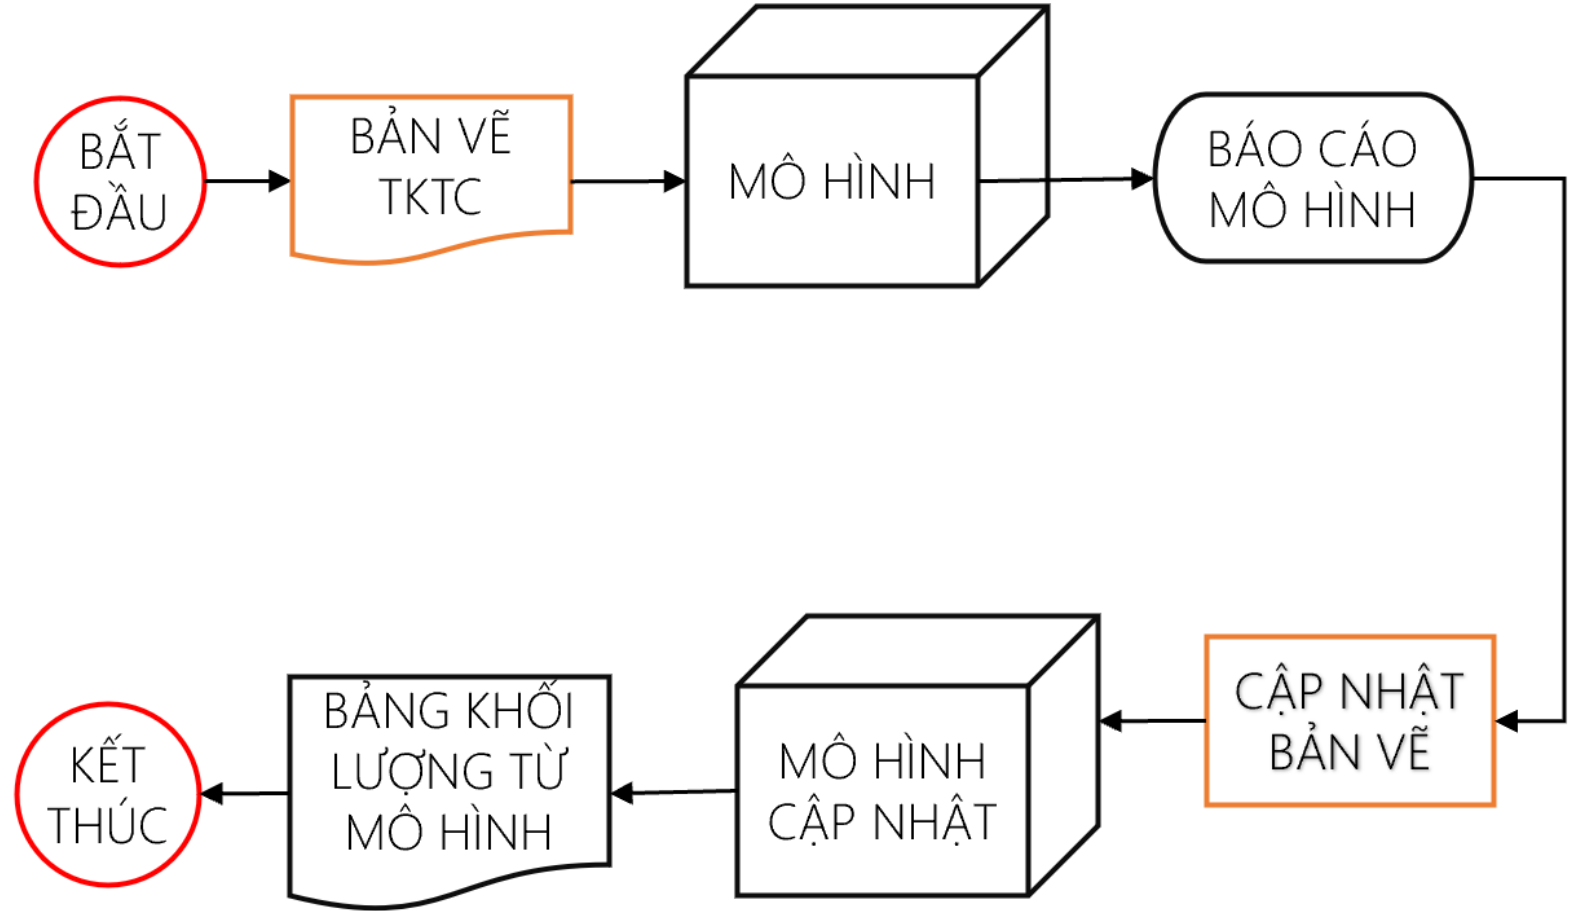 BẮT
ĐẦU
BẢN VẼ
TKTC
MÔ HÌNH
BÁO CÁO
MÔ HÌNH
CẬP NHẬT
BẢN VẼ
MÔ HÌNH
CẬP NHẬT
BẢNG KHỐI
LƯỢNG TỪ
MÔ HÌNH
KẾT
THÚC